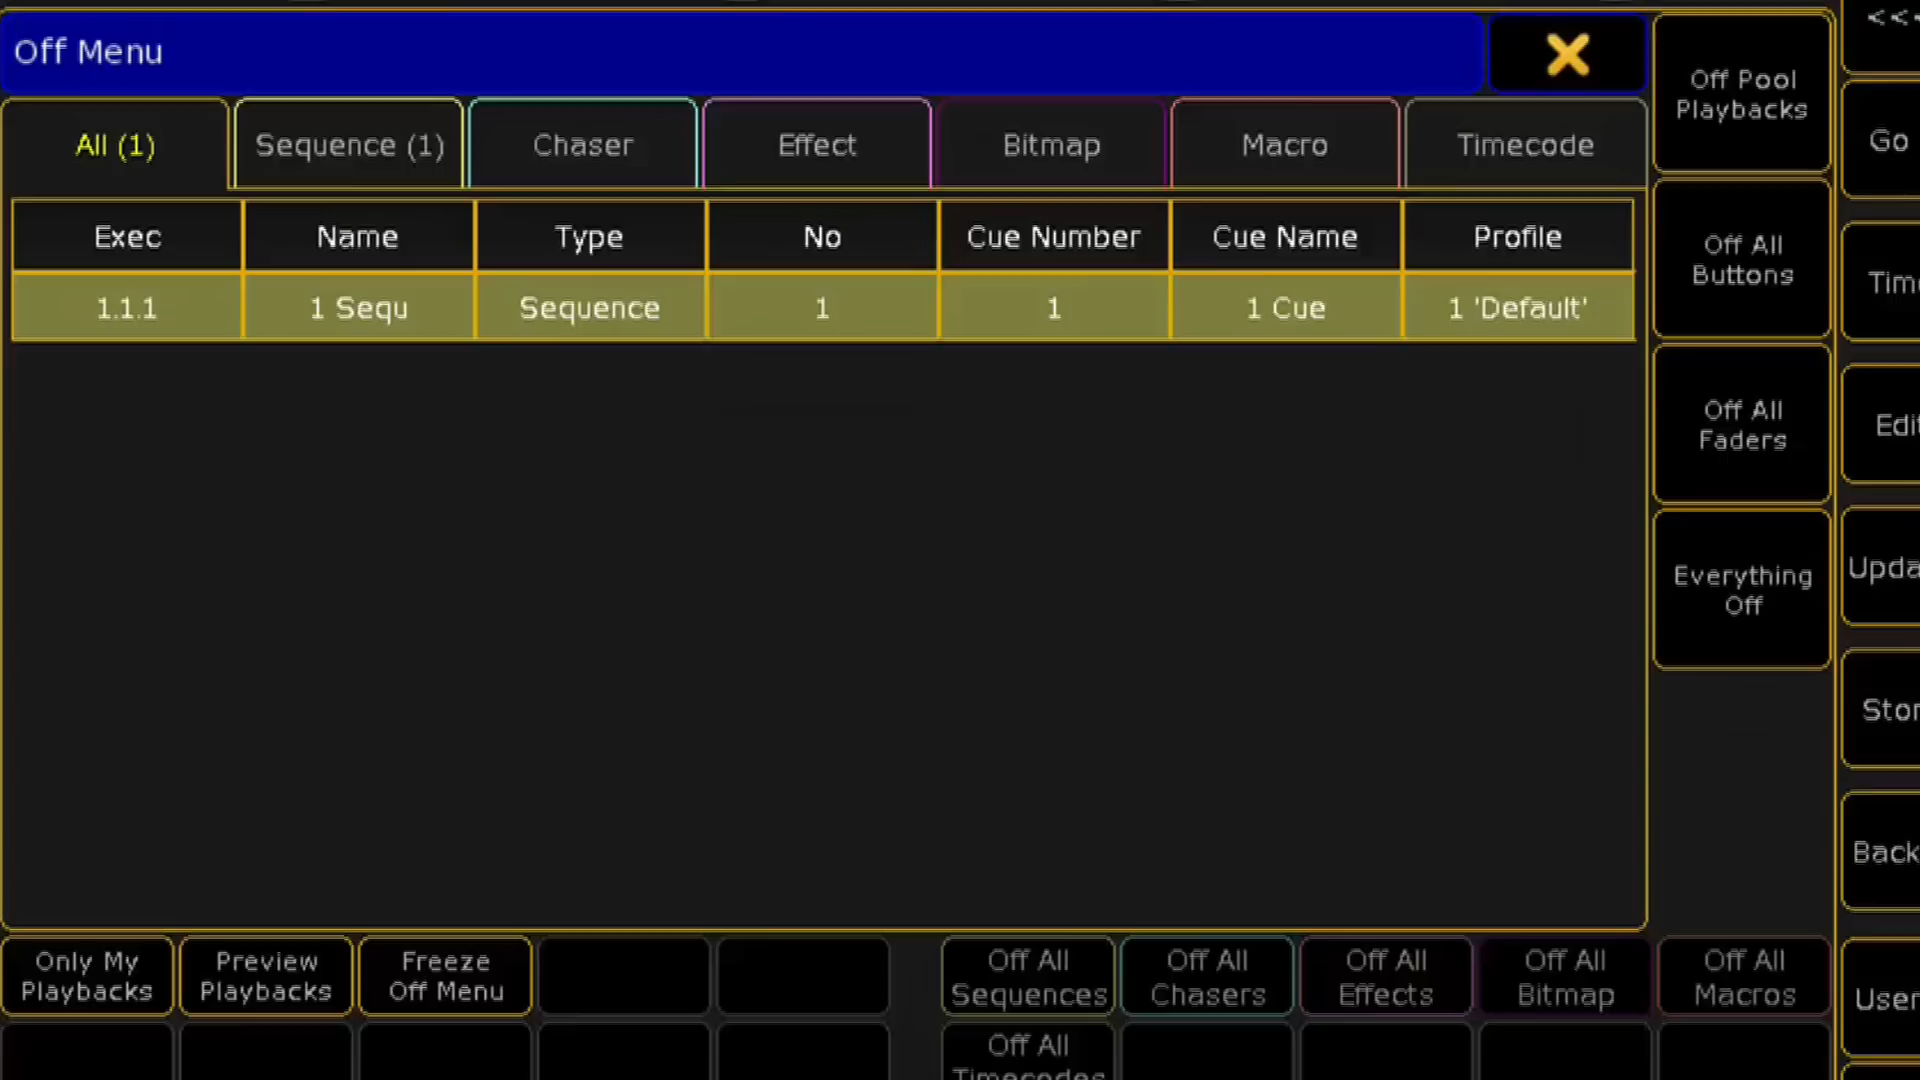 Off Menu
All (1) Sequence (1) Chaser Effect Bitmap Macro Timecode
Exec Name Type No Cue Number Cue Name Profile
1.1.1 1 Sequ Sequence 1 1 1 Cue 1 'Default'
Off Pool
Playbacks
Off All
Buttons
Off All
Faders
Everything
Off
<<
Go
Edit
Only My
Playbacks
Preview
Playbacks
Freeze
Off Menu
Off All
Sequences
Off All
Chasers
Off All
Effects
Off All
Bitmap
Off All
Macros
Off All
Timecodes
Back
User